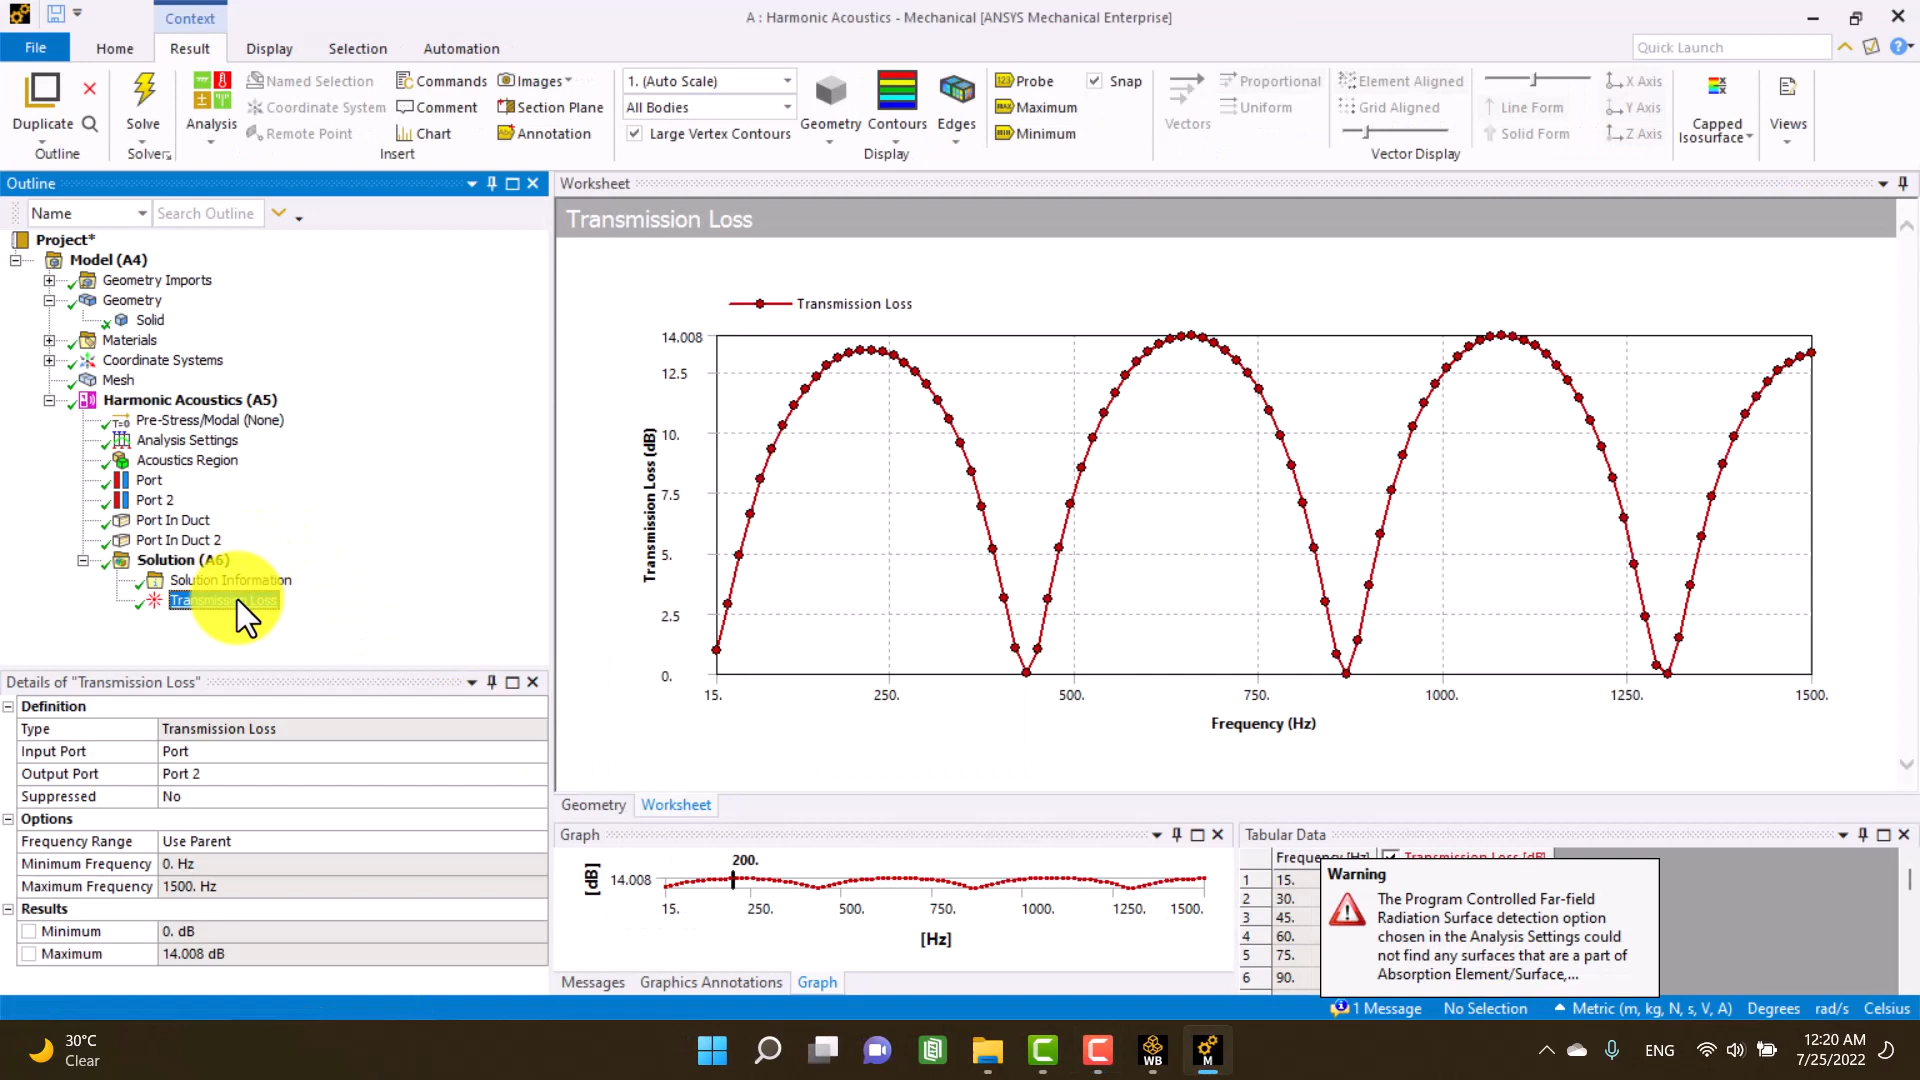 Context
A : Harmonic Acoustics - Mechanical [ANSYS Mechanical Enterprise]
File
Home
Result
Display
Selection
Automation
Quick Launch
Duplicate
Outline
Solve
Solver
Analysis
Named Selection
Coordinate System
Remote Point
Commands
Comment
Chart
Images
Section Plane
Annotation
Insert
1. (Auto Scale)
All Bodies
Large Vertex Contours
Geometry
Contours
Edges
Display
Probe
Maximum
Minimum
Snap
Vectors
Proportional
Uniform
Element Aligned
Grid Aligned
Line Form
Solid Form
X Axis
Y Axis
Z Axis
Vector Display
Capped
Isosurface
Views
Outline
Name
Search Outline
Project*
Model (A4)
Geometry Imports
Geometry
Solid
Materials
Coordinate Systems
Mesh
Harmonic Acoustics (A5)
T=0
Pre-Stress/Modal (None)
Analysis Settings
Acoustics Region
Port
Port 2
Port In Duct
Port In Duct 2
Solution (A6)
Solution Information
Transmission Loss
Details of "Transmission Loss"
Definition
Type Transmission Loss
Input Port Port
Output Port Port 2
Suppressed No
Options
Frequency Range Use Parent
Minimum Frequency 0. Hz
Maximum Frequency 1500. Hz
Results
Minimum 0. dB
Maximum 14.008 dB
Worksheet
Transmission Loss
Transmission Loss
14.008
12.5
10.
7.5
5.
2.5
0.
Transmission Loss (dB)
15. 250. 500. 750. 1000. 1250. 1500.
Frequency (Hz)
Geometry
Worksheet
Graph
200.
[dB]
14.008
15. 250. 500. 750. 1000. 1250. 1500.
[Hz]
Messages
Graphics Annotations
Graph
Tabular Data
Frequency [Hz] Transmission Loss [dB]
1 15.
2 30.
3 45.
4 60.
5 75.
6 90.
Warning
The Program Controlled Far-field
Radiation Surface detection option
chosen in the Analysis Settings could
not find any surfaces that are a part of
Absorption Element/Surface,...
1 Message
No Selection
Metric (m, kg, N, s, V, A)
Degrees
rad/s
Celsius
30°C
Clear
WB
M
ENG
12:20 AM
7/25/2022